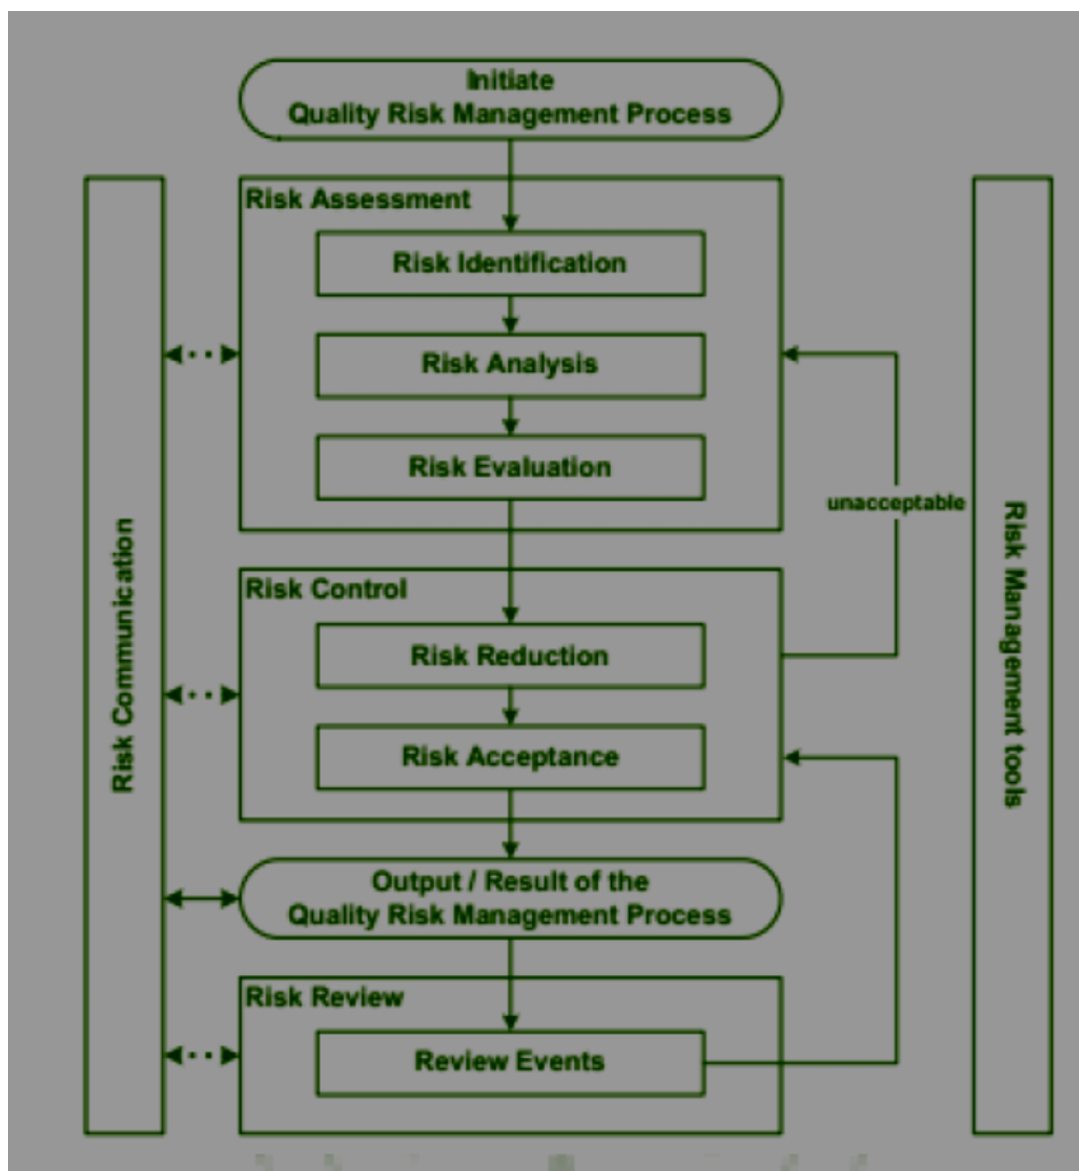 Initiate
Quality Risk Management Process
Risk Assessment
Risk Identification
Risk Analysis
Risk Evaluation
unacceptable
Risk Communication
Risk Management tools
Risk Control
Risk Reduction
Risk Acceptance
Output / Result of the
Quality Risk Management Process
Risk Review
Review Events